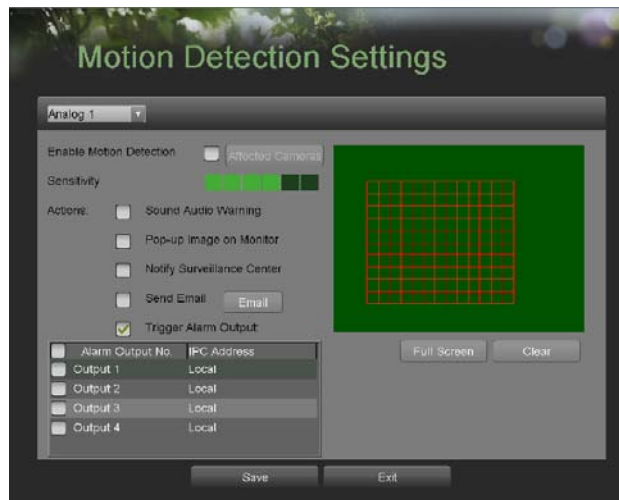 Motion Detection Settings
Analog 1
Enable Motion Detection Affected Cameras
Sensitivity
Actions: Sound Audio Warning
Pop-up Image on Monitor
Notify Surveillance Center
Send Email Email
Trigger Alarm Output
Alarm Output No. IPC Address
Output 1 Local
Output 2 Local
Output 3 Local
Output 4 Local
Full Screen Clear
Save Exit